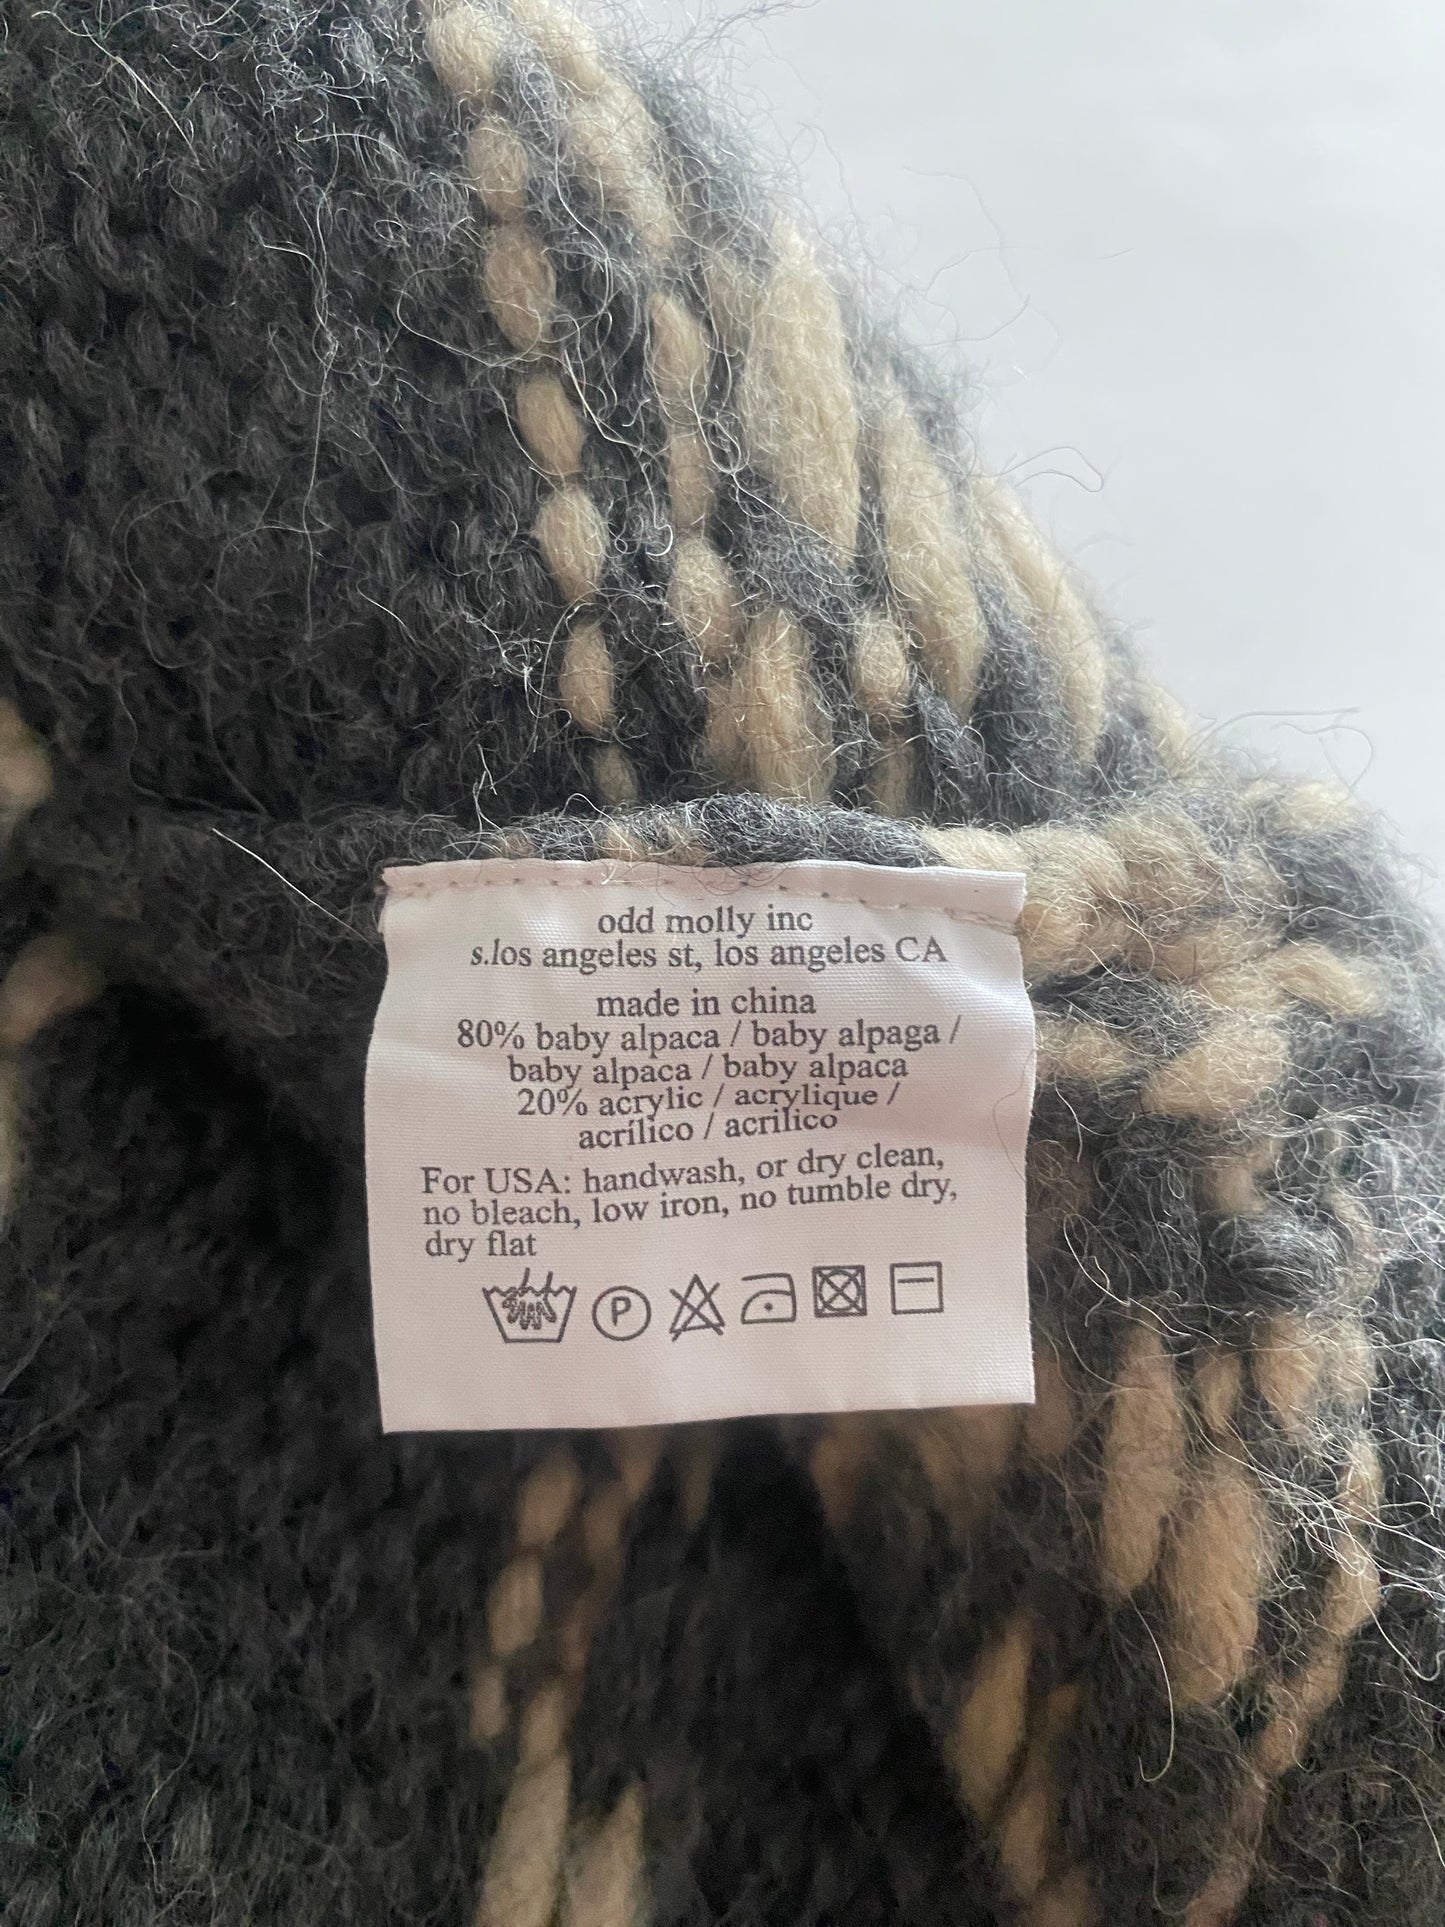 odd molly inc
s.los angeles st, los angeles CA
made in china
80% baby alpaca / baby alpaga /
baby alpaca / baby alpaca
20% acrylic / acrylique /
acrílico / acrilico
For USA: handwash, or dry clean,
no bleach, low iron, no tumble dry,
dry flat
P